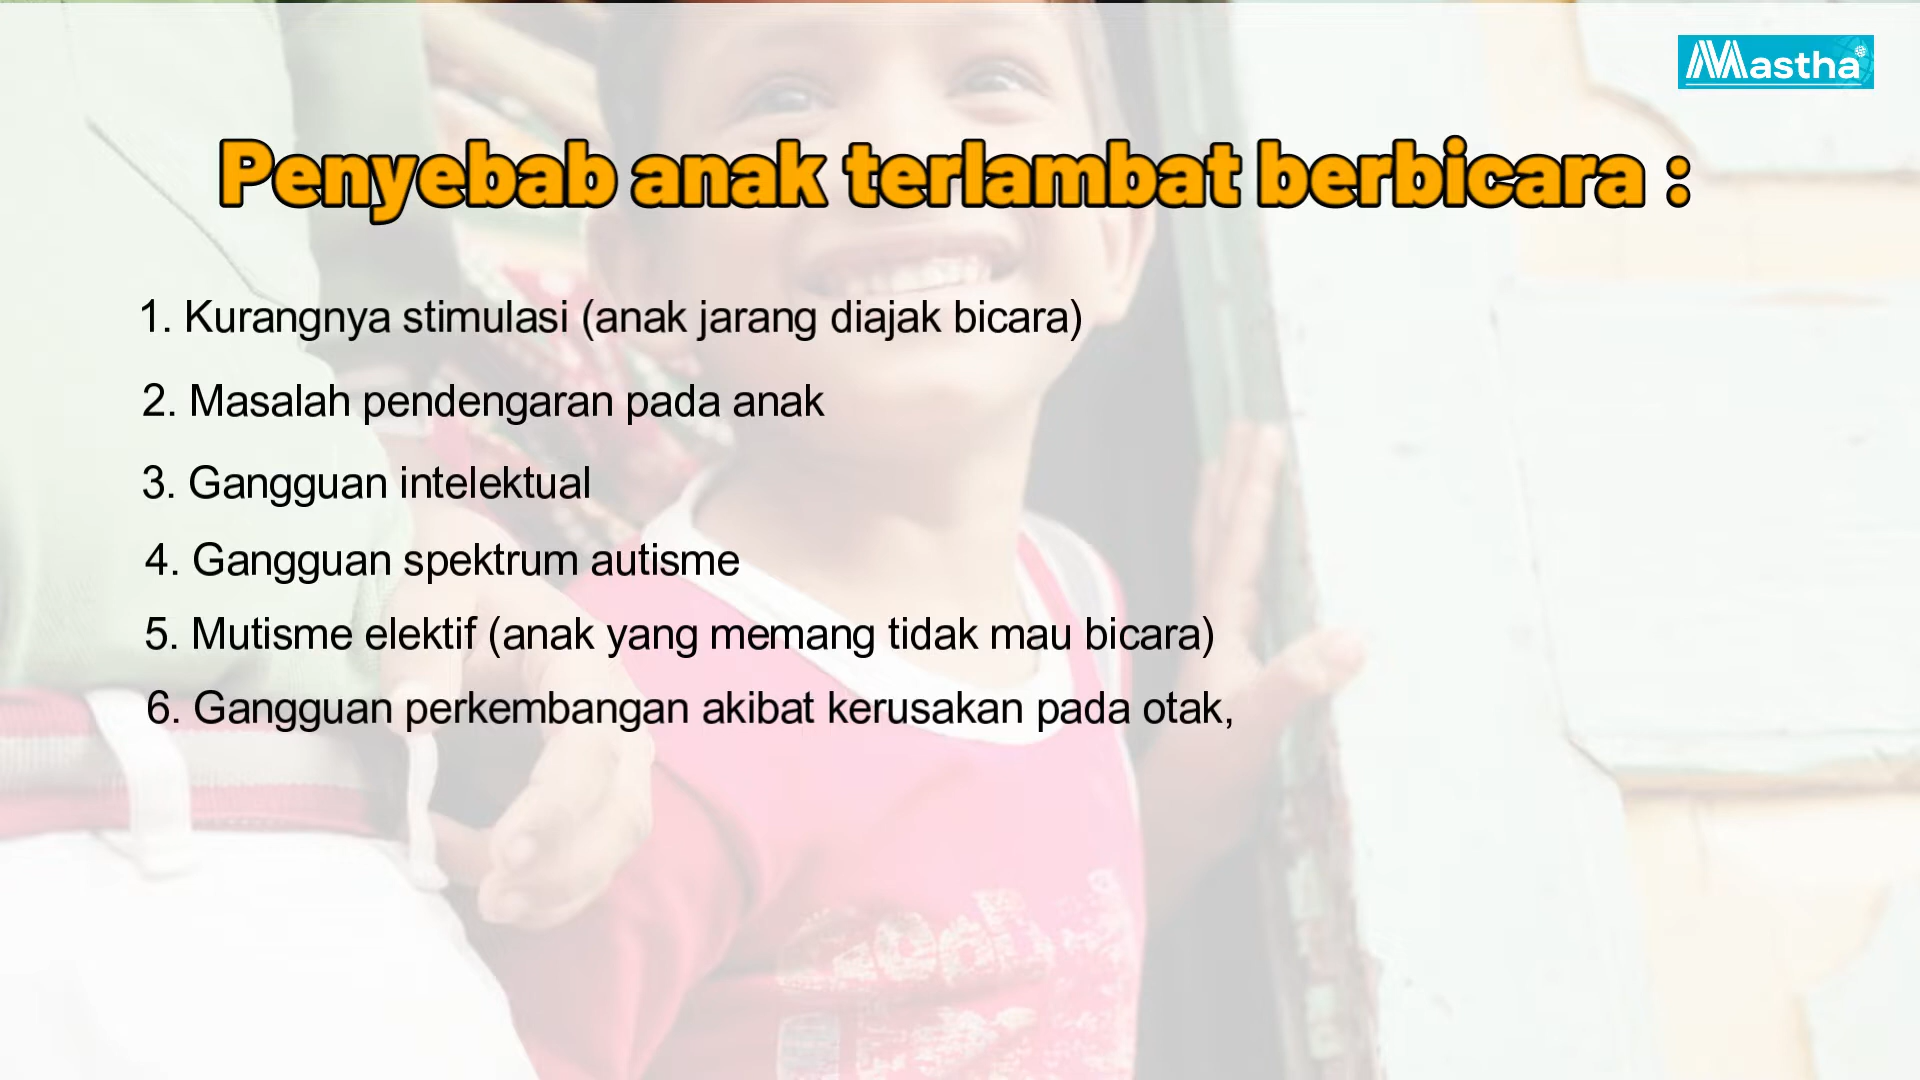 Mastha
Penyebab anak terlambat berbicara :
1. Kurangnya stimulasi (anak jarang diajak bicara)
2. Masalah pendengaran pada anak
3. Gangguan intelektual
4. Gangguan spektrum autisme
5. Mutisme elektif (anak yang memang tidak mau bicara)
6. Gangguan perkembangan akibat kerusakan pada otak,